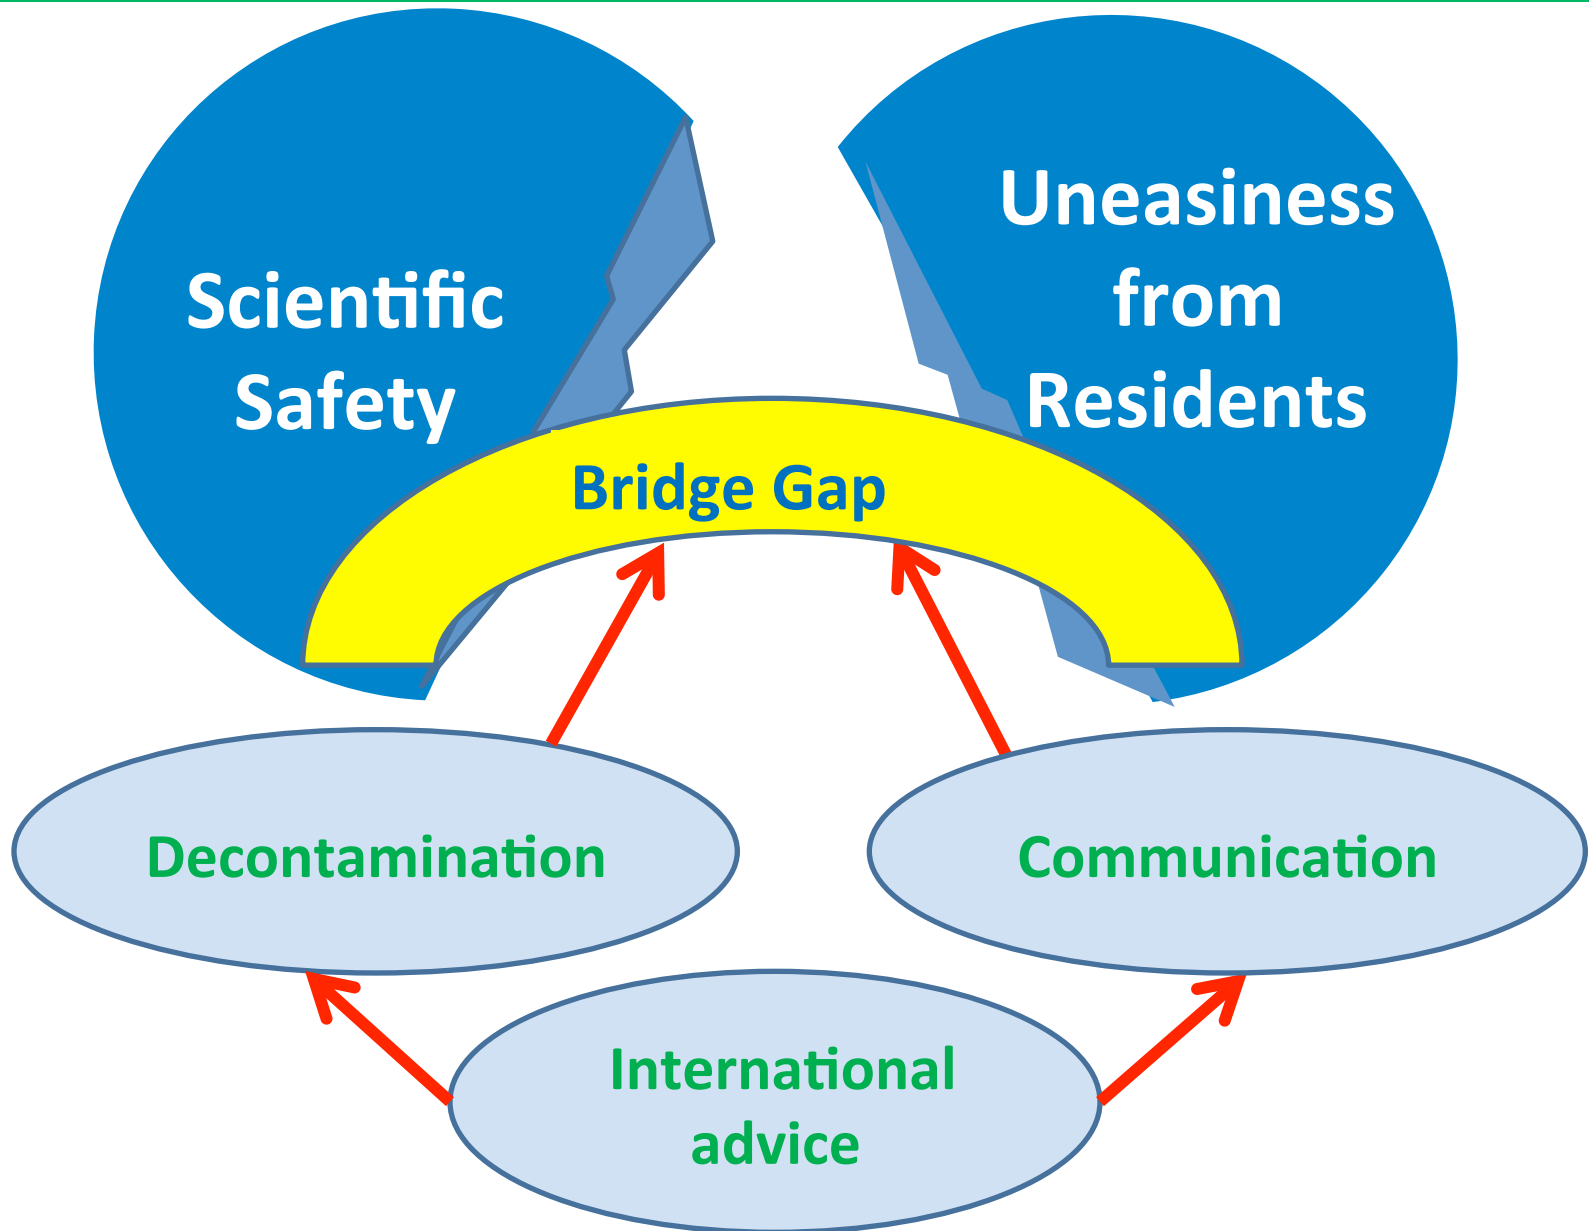 Scientific
Safety
Uneasiness
from
Residents
Bridge Gap
Decontamination
Communication
International
advice